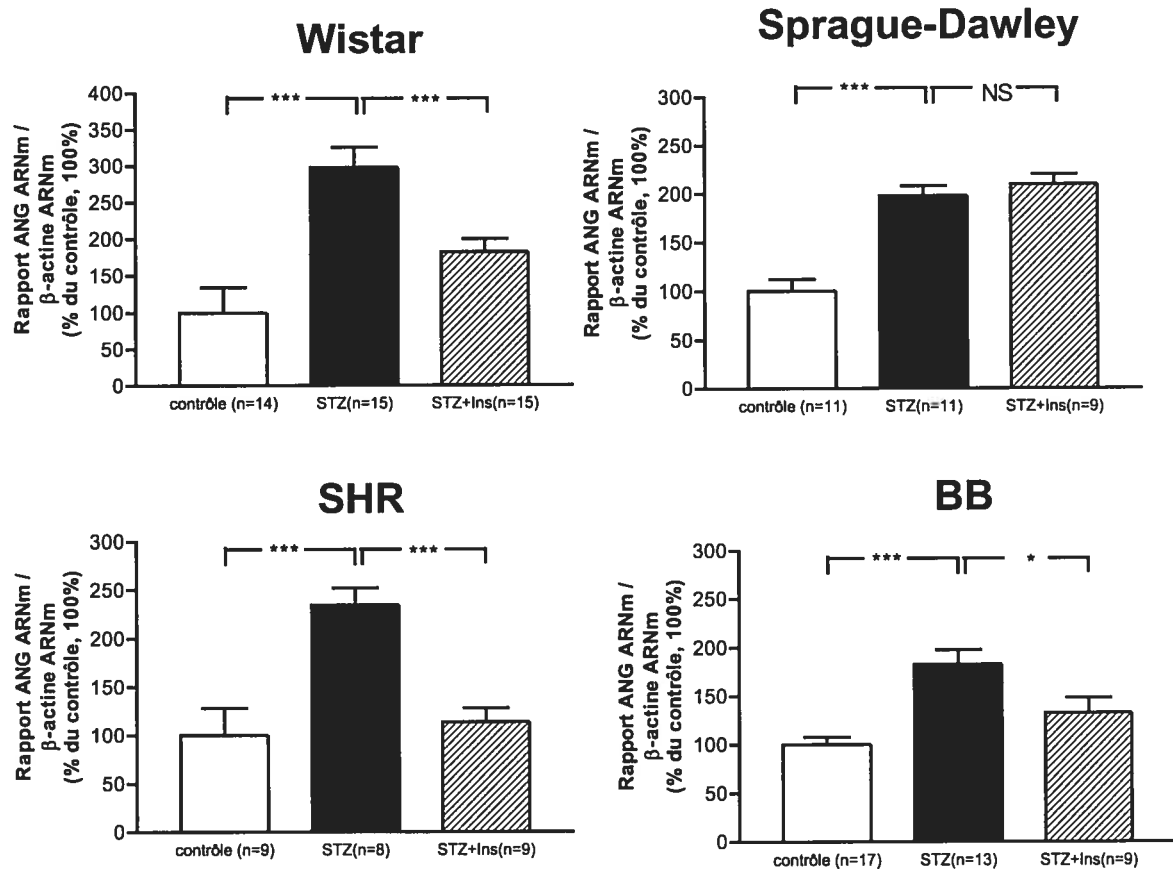 Wistar
Rapport ANG ARNm /
β-actine ARNm
(% du contrôle, 100%)
400
350
300
250
200
150
100
50
0
***
***
contrôle (n=14)
STZ(n=15)
STZ+Ins(n=15)
Sprague-Dawley
Rapport ANG ARNm /
β-actine ARNm
(% du contrôle, 100%)
300
250
200
150
100
50
0
***
NS
contrôle (n=11)
STZ(n=11)
STZ+Ins(n=9)
SHR
Rapport ANG ARNm /
β-actine ARNm
(% du contrôle, 100%)
300
250
200
150
100
50
0
***
***
contrôle (n=9)
STZ(n=8)
STZ+Ins(n=9)
BB
Rapport ANG ARNm /
β-actine ARNm
(% du contrôle, 100%)
300
250
200
150
100
50
0
***
*
contrôle (n=17)
STZ(n=13)
STZ+Ins(n=9)